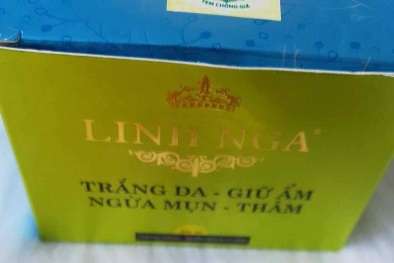 TEM CHỐNG GIẢ
LINH NGA®
TRẮNG DA - GIỮ ẨM
NGỪA MỤN - THÂM